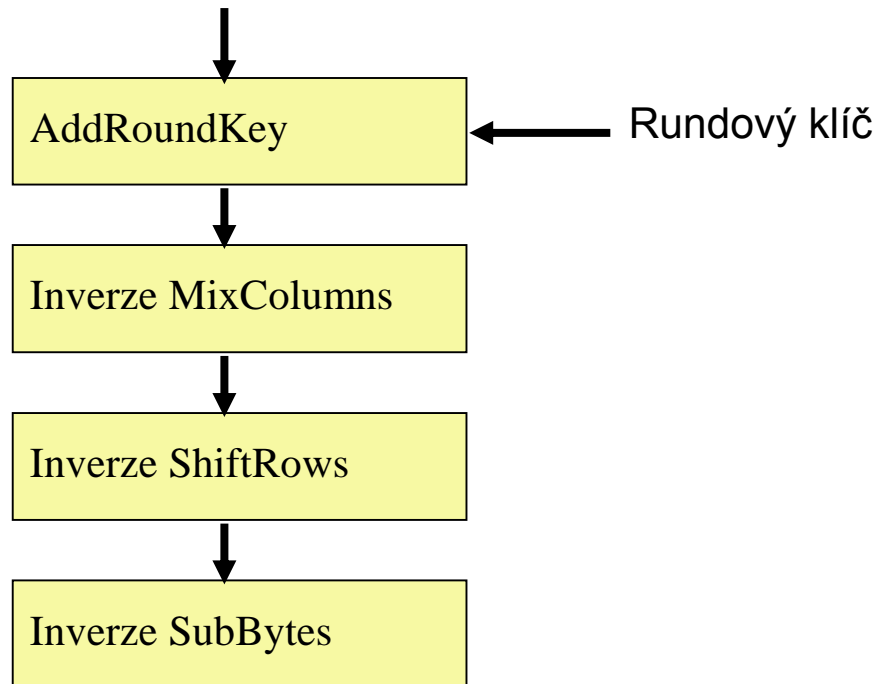 AddRoundKey
Rundový klíč
Inverze MixColumns
Inverze ShiftRows
Inverze SubBytes